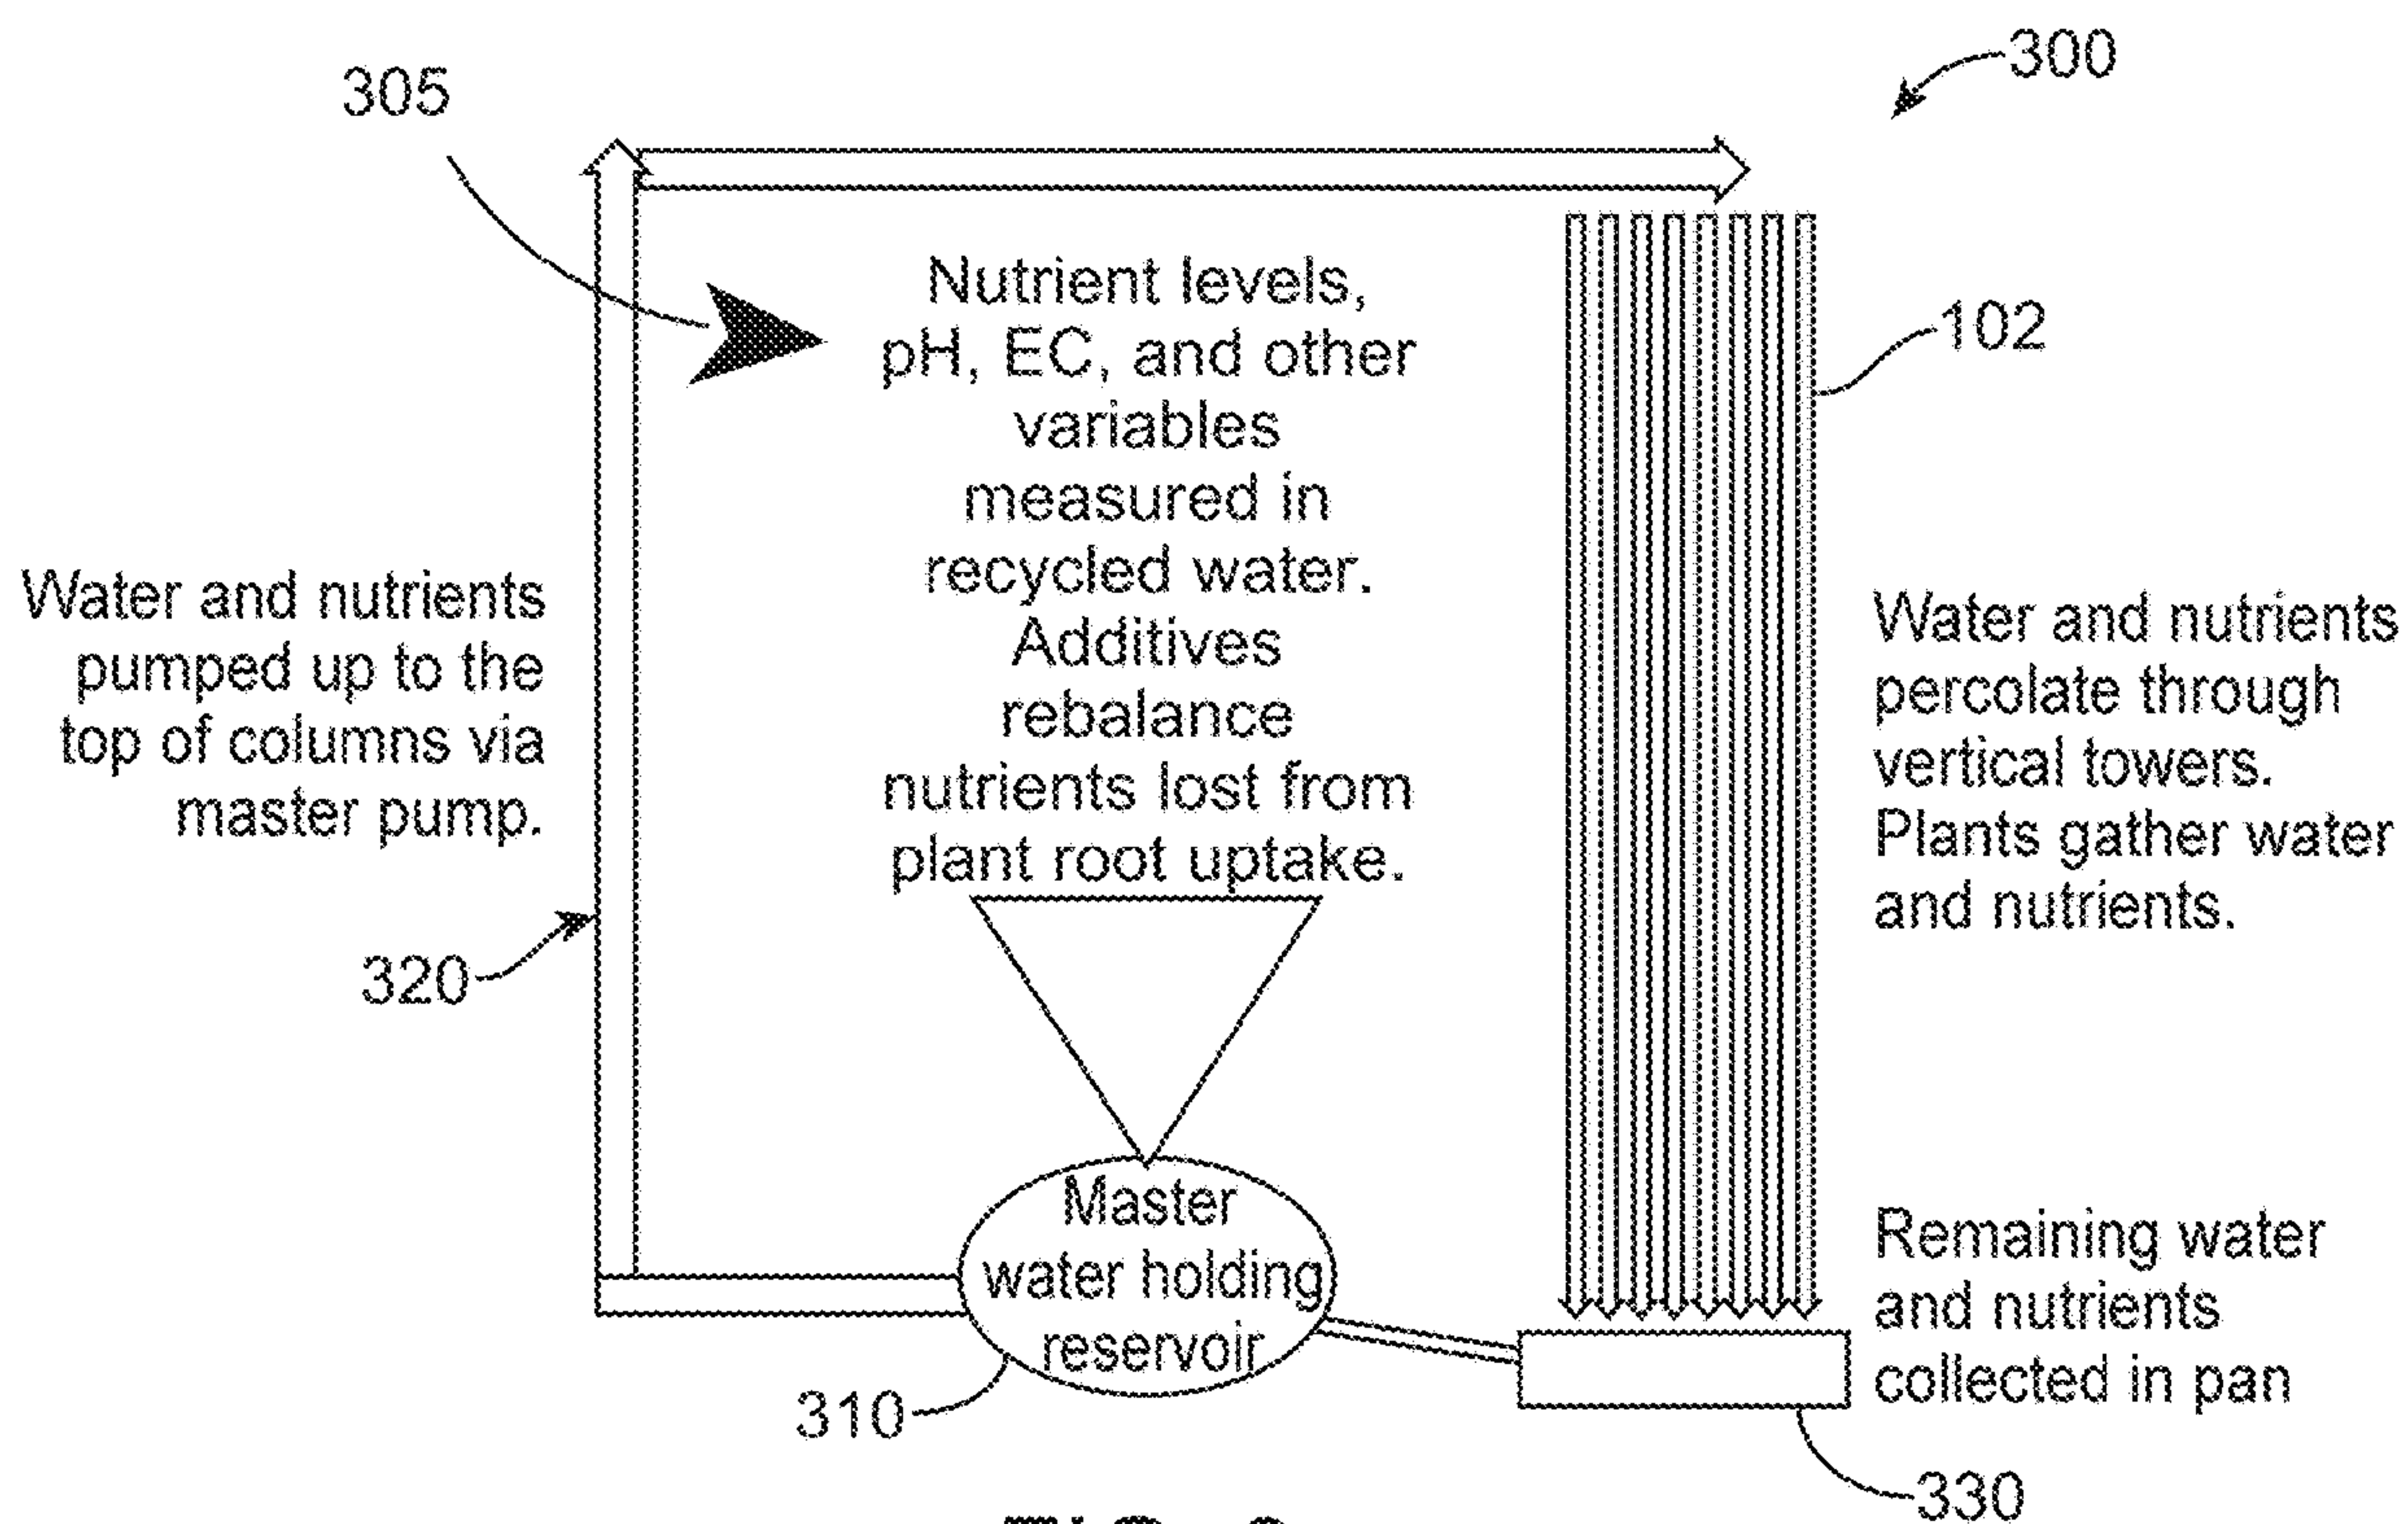 300
305
Nutrient levels,
pH, EC, and other
variables
measured in
recycled water.
Additives
rebalance
nutrients lost from
plant root uptake.
102
Water and nutrients
pumped up to the
top of columns via
master pump.
320
Water and nutrients
percolate through
vertical towers.
Plants gather water
and nutrients.
Master
water holding
reservoir
310
Remaining water
and nutrients
collected in pan
330